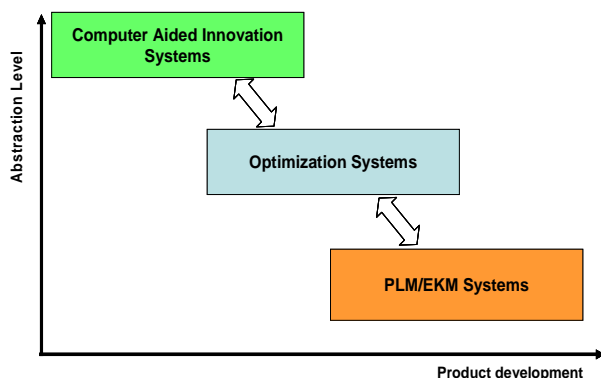 Computer Aided Innovation
Systems
Abstraction Level
Optimization Systems
PLM/EKM Systems
Product development